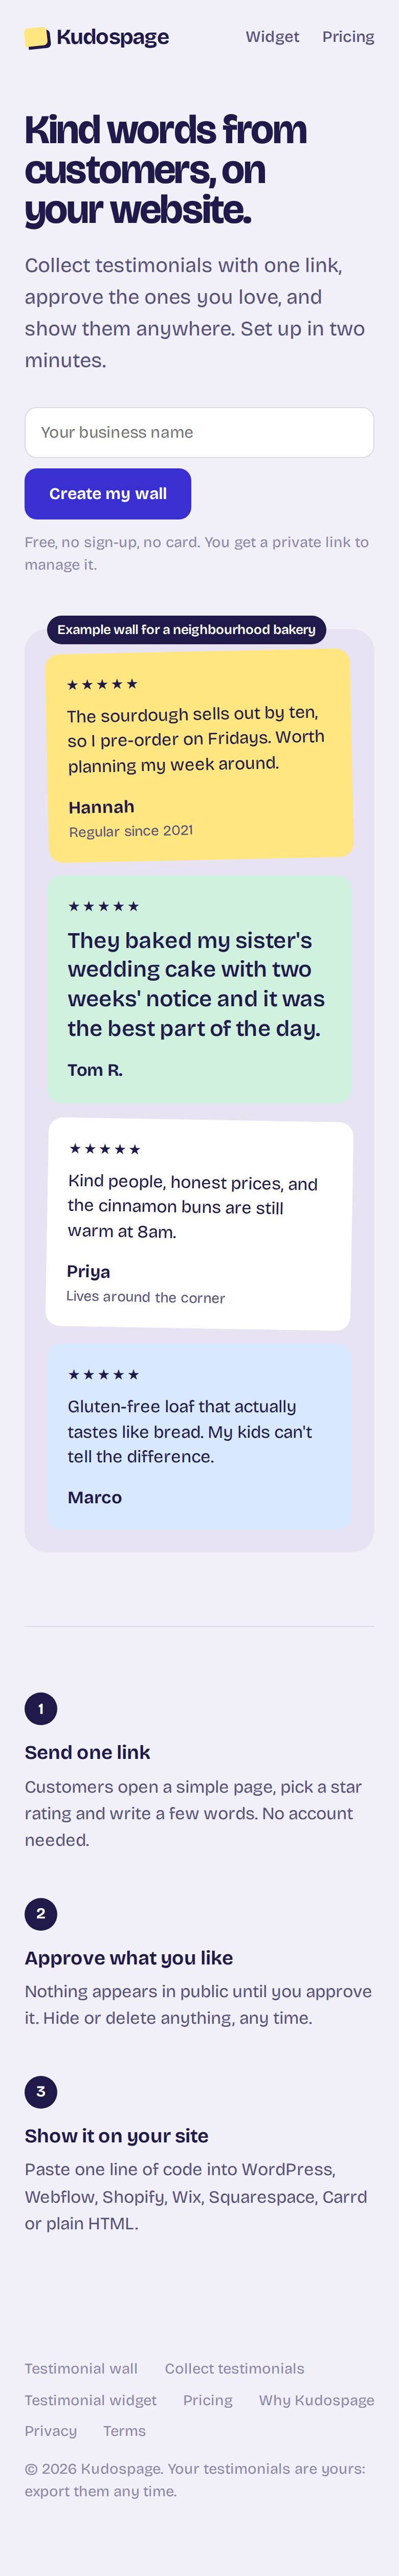 Kudospage
Widget Pricing
Kind words from
customers, on
your website.
Collect testimonials with one link,
approve the ones you love, and
show them anywhere. Set up in two
minutes.
Your business name
Create my wall
Free, no sign-up, no card. You get a private link to
manage it.
Example wall for a neighbourhood bakery
★★★★★
The sourdough sells out by ten,
so I pre-order on Fridays. Worth
planning my week around.
Hannah
Regular since 2021
★★★★★
They baked my sister's
wedding cake with two
weeks' notice and it was
the best part of the day.
Tom R.
★★★★★
Kind people, honest prices, and
the cinnamon buns are still
warm at 8am.
Priya
Lives around the corner
★★★★★
Gluten-free loaf that actually
tastes like bread. My kids can't
tell the difference.
Marco
1
Send one link
Customers open a simple page, pick a star
rating and write a few words. No account
needed.
2
Approve what you like
Nothing appears in public until you approve
it. Hide or delete anything, any time.
3
Show it on your site
Paste one line of code into WordPress,
Webflow, Shopify, Wix, Squarespace, Carrd
or plain HTML.
Testimonial wall Collect testimonials
Testimonial widget Pricing Why Kudospage
Privacy Terms
© 2026 Kudospage. Your testimonials are yours:
export them any time.